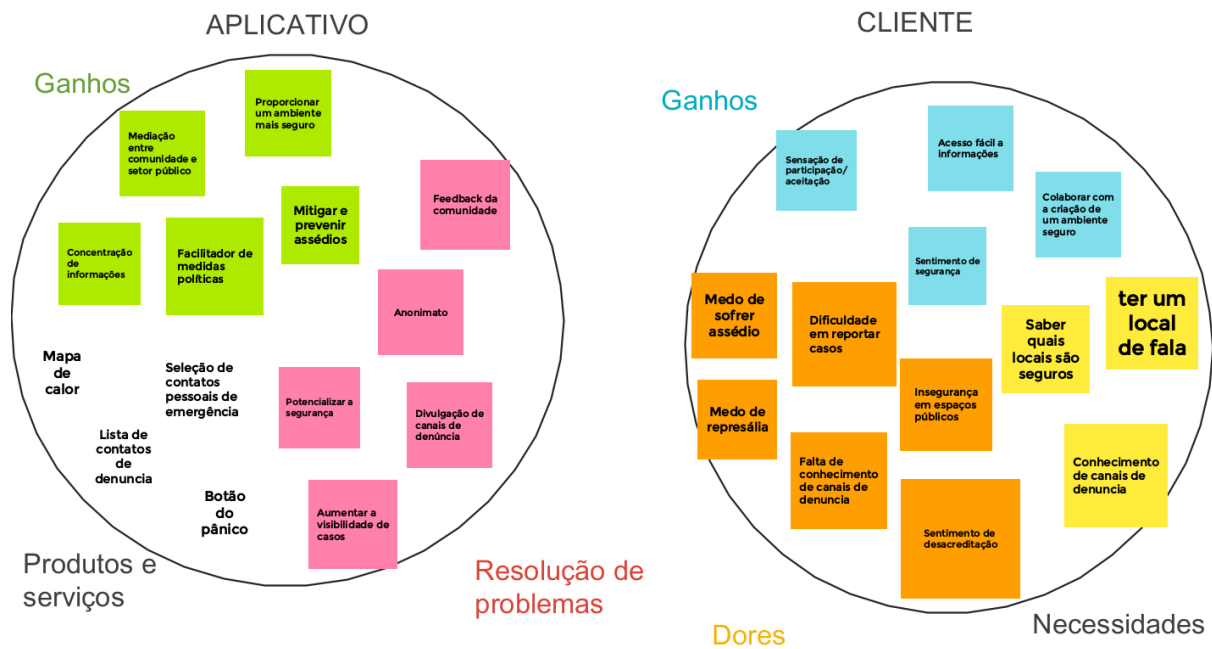 APLICATIVO
Ganhos
Proporcionar
um ambiente
mais seguro
Mediação
entre
comunidade e
setor público
Mitigar e
prevenir
assédios
Feedback da
comunidade
Concentração
de
informações
Facilitador de
medidas
políticas
Anonimato
Mapa
de
calor
Seleção de
contatos
pessoais de
emergência
Potencializar a
segurança
Divulgação de
canais de
denúncia
Lista de
contatos
de
denuncia
Botão
do
pânico
Aumentar a
visibilidade de
casos
Produtos e
serviços
Resolução de
problemas
CLIENTE
Ganhos
Sensação de
participação/
aceitação
Acesso fácil a
informações
Colaborar com
a criação de
um ambiente
seguro
Sentimento de
segurança
Medo de
sofrer
assédio
Dificuldade
em reportar
casos
Saber
quais
locais são
seguros
ter um
local
de fala
Medo de
represália
Insegurança
em espaços
públicos
Falta de
conhecimento
de canais de
denuncia
Sentimento de
desacreditação
Conhecimento
de canais de
denuncia
Dores
Necessidades